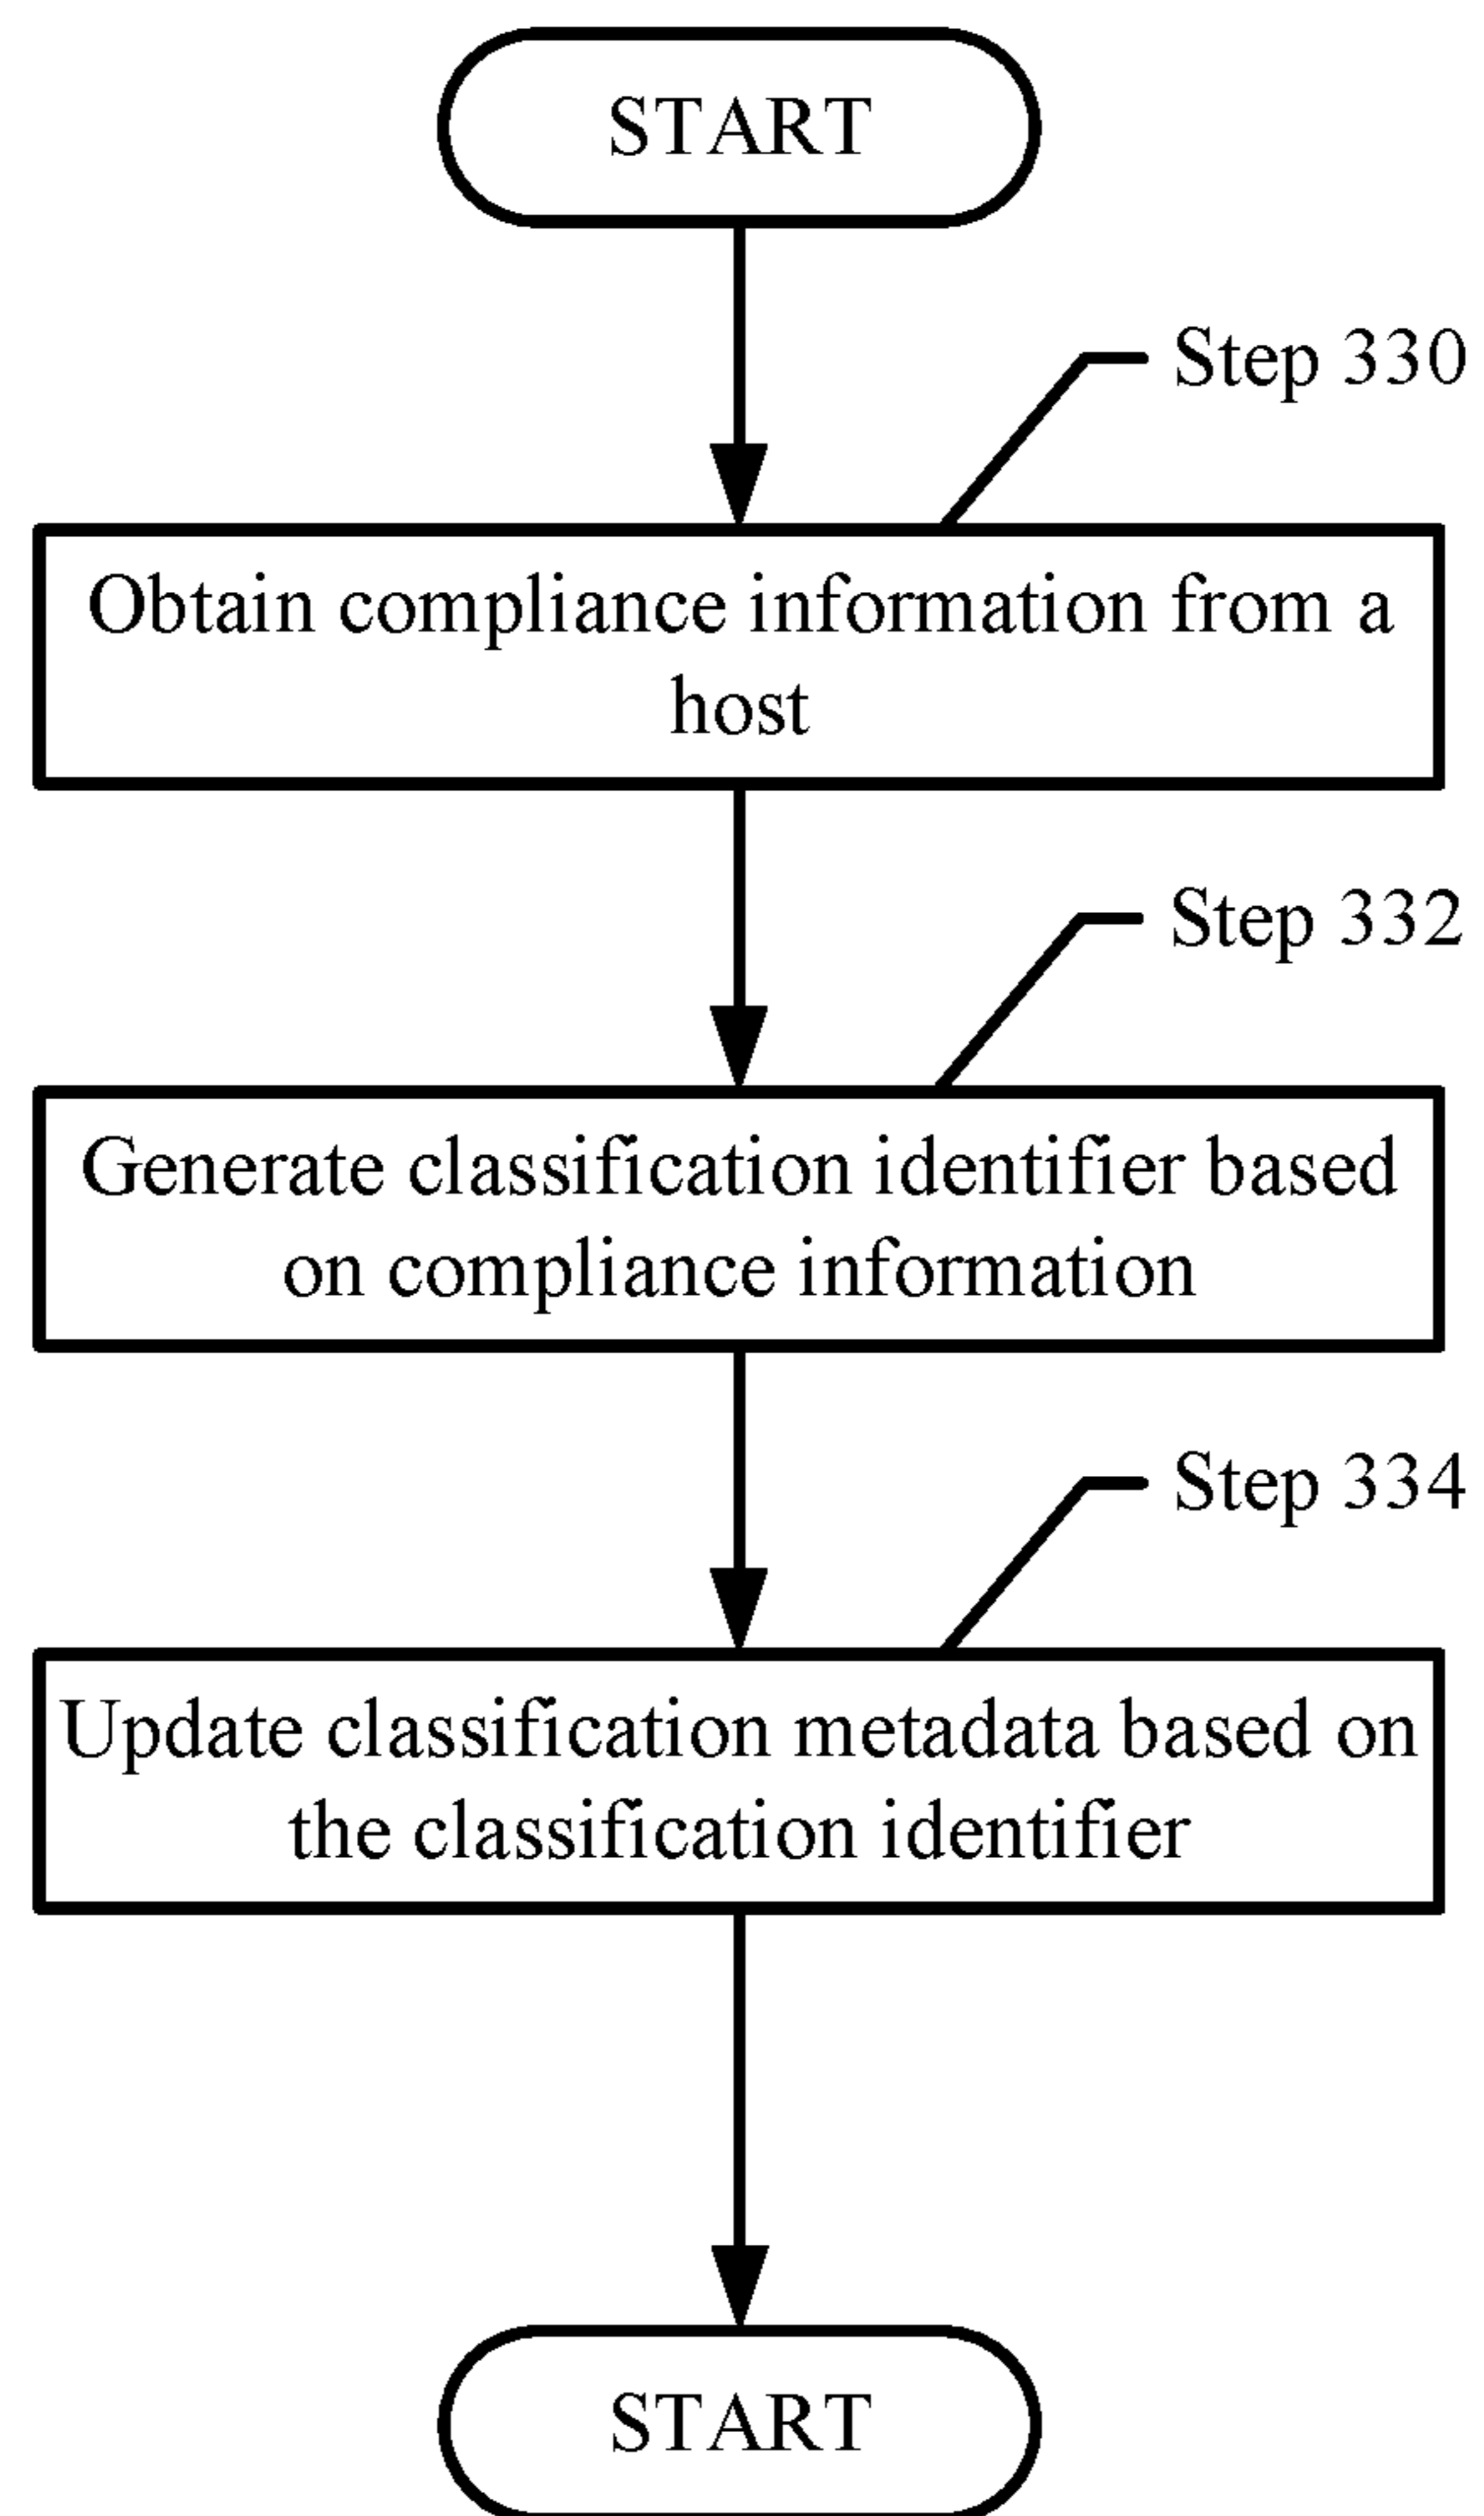 START
Step 330
Obtain compliance information from a
host
Step 332
Generate classification identifier based
on compliance information
Step 334
Update classification metadata based on
the classification identifier
START